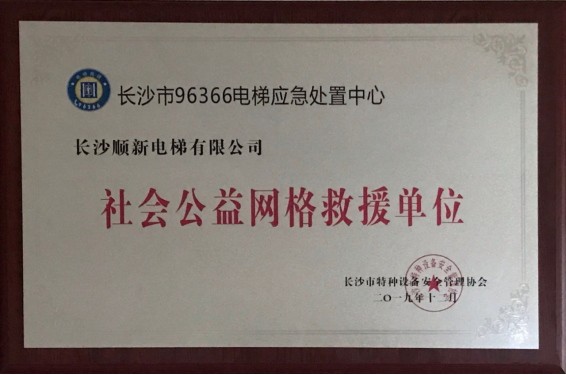 长沙市96366电梯应急处置中心
长沙顺新电梯有限公司
社会公益网格救援单位
长沙市特种设备安全管理协会
二〇一九年十二月